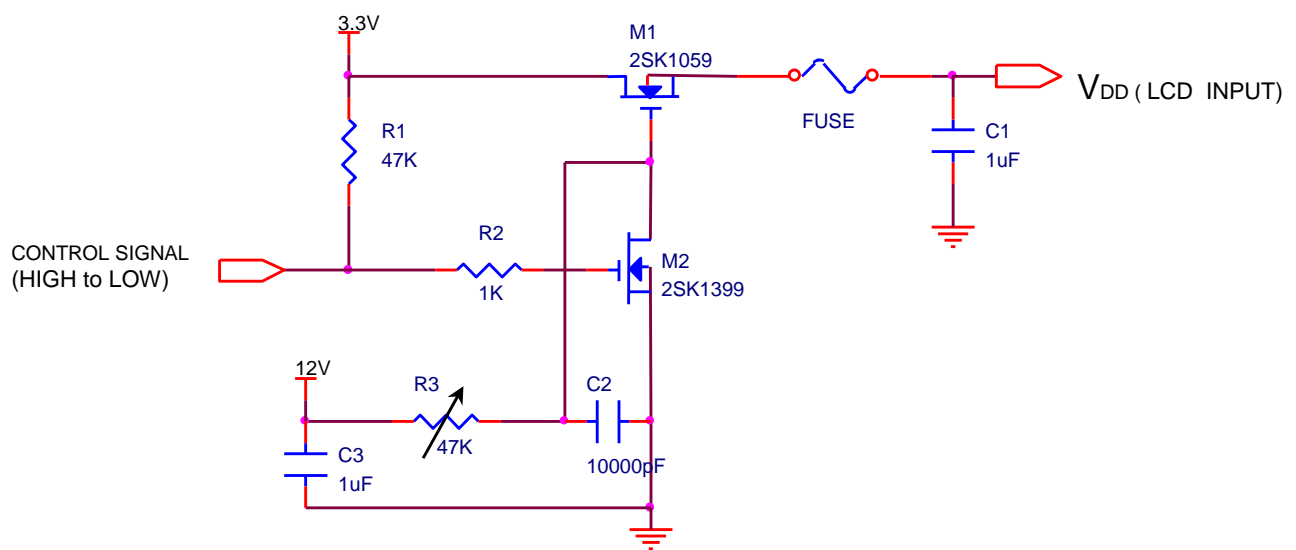 3.3V
M1
2SK1059
FUSE
VDD ( LCD INPUT)
R1
47K
C1
1uF
CONTROL SIGNAL
(HIGH to LOW)
R2
1K
M2
2SK1399
12V
R3
47K
C2
10000pF
C3
1uF